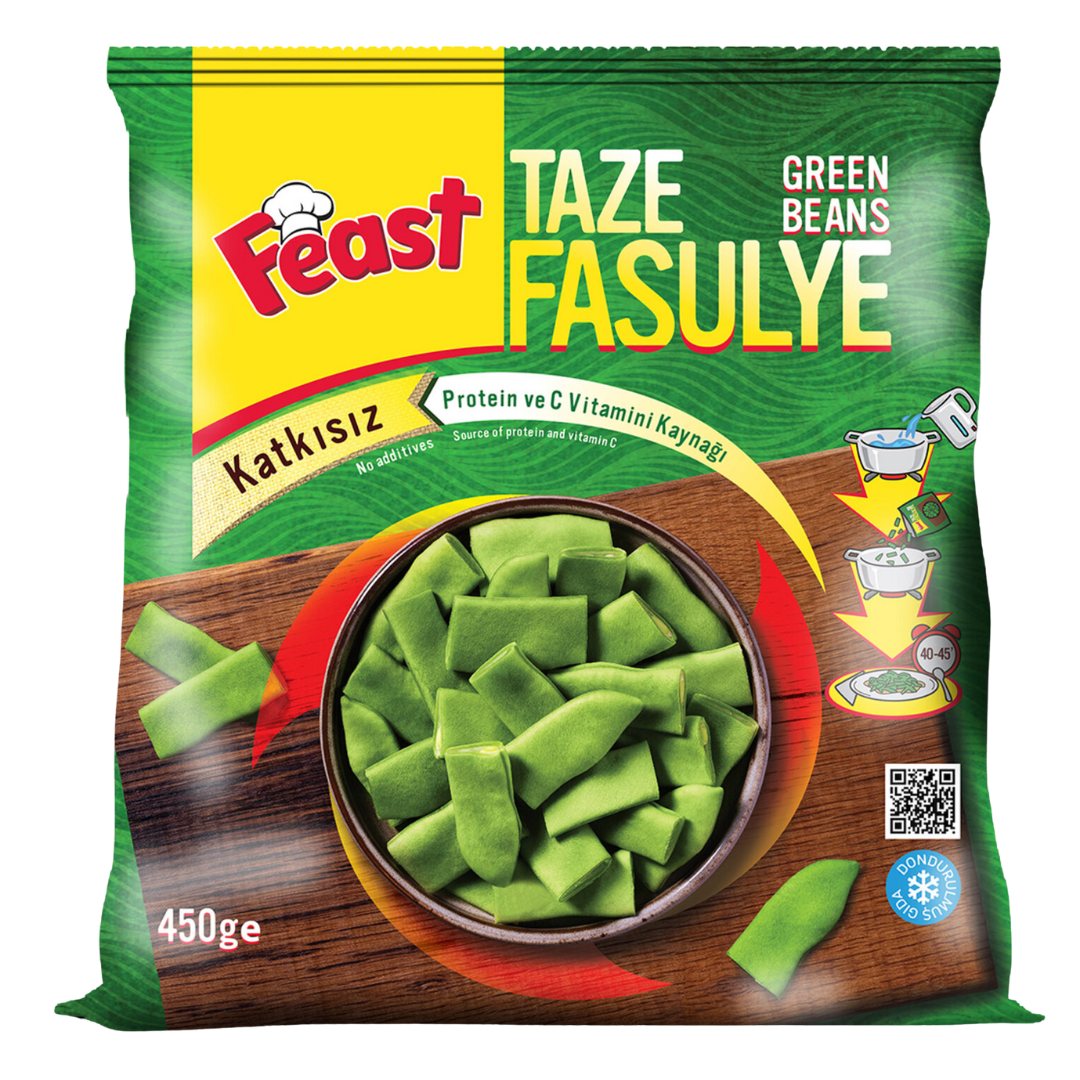 Feast
TAZE
FASULYE
GREEN
BEANS
Katkısız
No additives
Protein ve C Vitamini Kaynağı
Source of protein and vitamin C
40-45'
450ge
DONDURULMUŞ GIDA